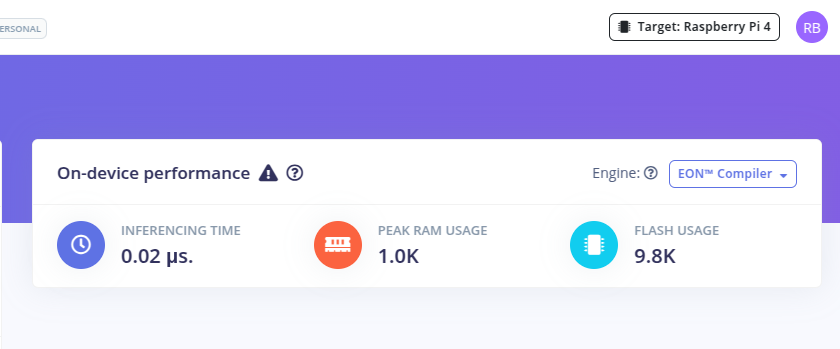 ERSONAL
Target: Raspberry Pi 4
RB
On-device performance
Engine:
EON™ Compiler
INFERENCING TIME
0.02 µs.
PEAK RAM USAGE
1.0K
FLASH USAGE
9.8K